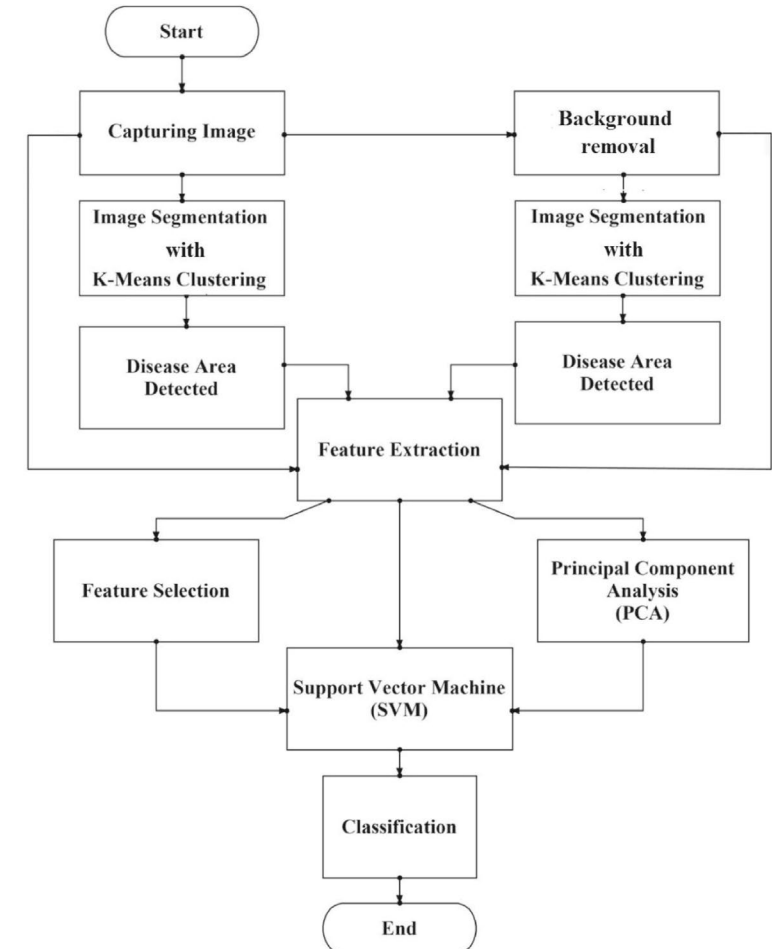 Start
Capturing Image
Background
removal
Image Segmentation
with
K-Means Clustering
Image Segmentation
with
K-Means Clustering
Disease Area
Detected
Disease Area
Detected
Feature Extraction
Feature Selection
Principal Component
Analysis
(PCA)
Support Vector Machine
(SVM)
Classification
End